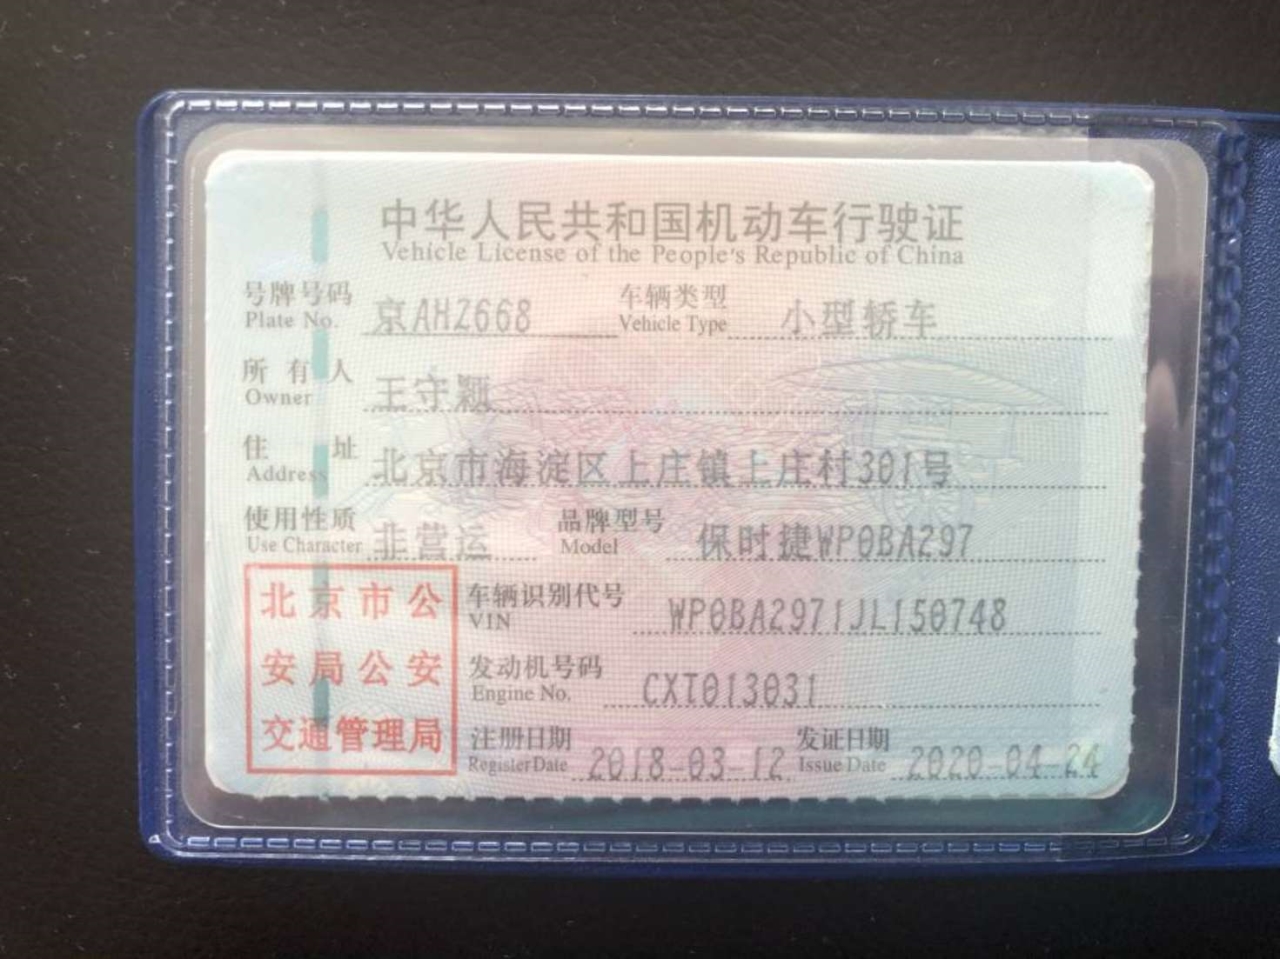 中华人民共和国机动车行驶证
Vehicle License of the People's Republic of China
号牌号码 京AHZ668 车辆类型 小型轿车
Plate No. Vehicle Type
所有人 王守颖
Owner
住址 北京市海淀区上庄镇上庄村301号
Address
使用性质 非营运 品牌型号 保时捷WP0BA297
Use Character Model
北京市公
安局公安
交通管理局
车辆识别代号 WP0BA2971JL150748
VIN
发动机号码 CXT013031
Engine No.
注册日期 2018-03-12 发证日期 2020-04-24
Register Date Issue Date